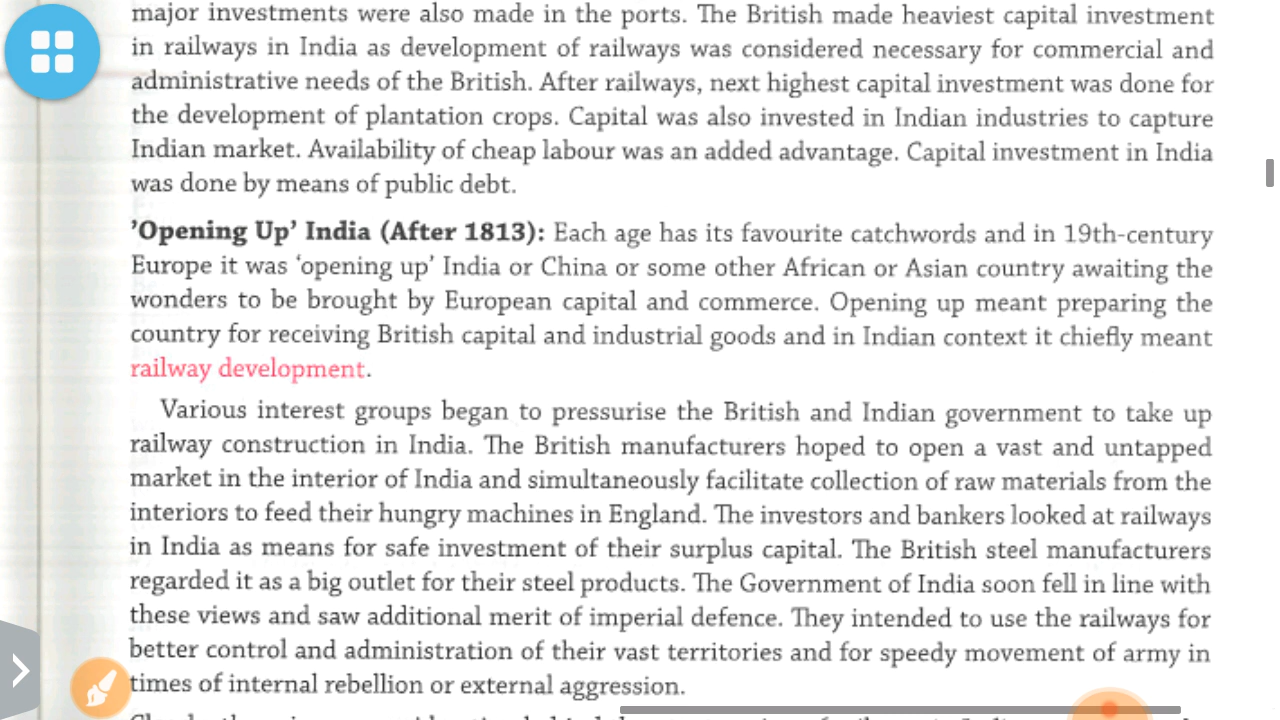 major investments were also made in the ports. The British made heaviest capital investment
in railways in India as development of railways was considered necessary for commercial and
administrative needs of the British. After railways, next highest capital investment was done for
the development of plantation crops. Capital was also invested in Indian industries to capture
Indian market. Availability of cheap labour was an added advantage. Capital investment in India
was done by means of public debt.
’Opening Up’ India (After 1813): Each age has its favourite catchwords and in 19th-century
Europe it was ‘opening up’ India or China or some other African or Asian country awaiting the
wonders to be brought by European capital and commerce. Opening up meant preparing the
country for receiving British capital and industrial goods and in Indian context it chiefly meant
railway development.
Various interest groups began to pressurise the British and Indian government to take up
railway construction in India. The British manufacturers hoped to open a vast and untapped
market in the interior of India and simultaneously facilitate collection of raw materials from the
interiors to feed their hungry machines in England. The investors and bankers looked at railways
in India as means for safe investment of their surplus capital. The British steel manufacturers
regarded it as a big outlet for their steel products. The Government of India soon fell in line with
these views and saw additional merit of imperial defence. They intended to use the railways for
better control and administration of their vast territories and for speedy movement of army in
times of internal rebellion or external aggression.